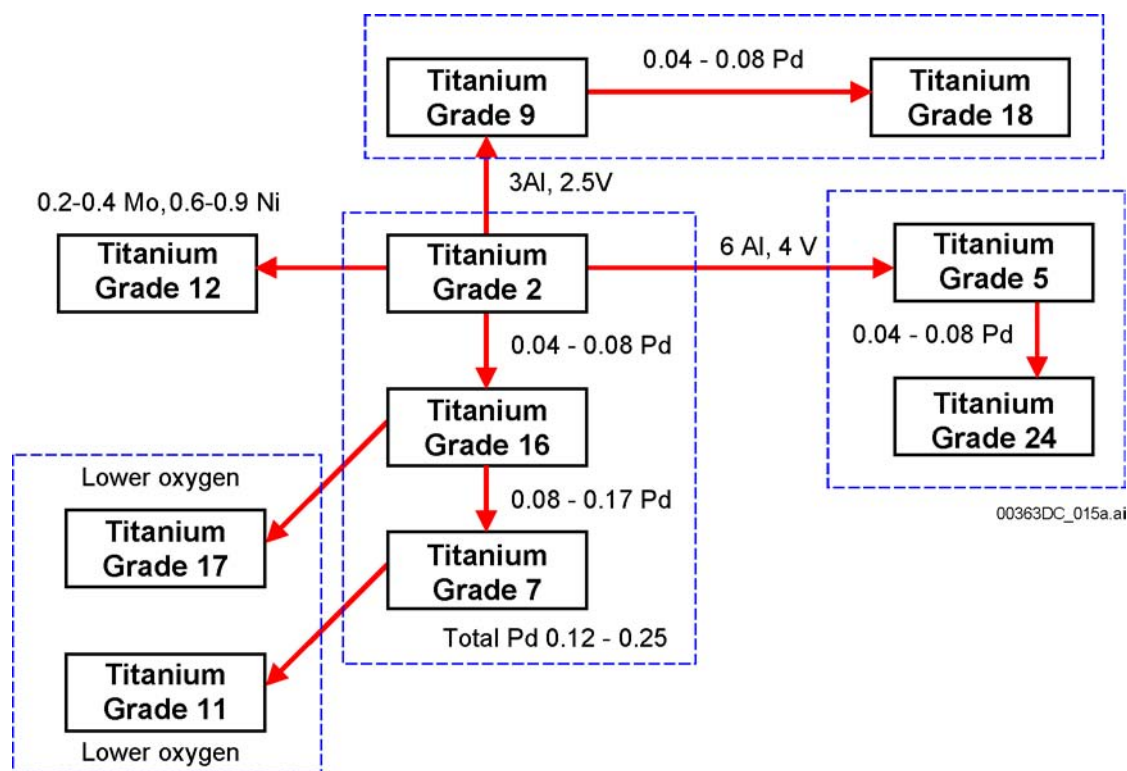 Titanium
Grade 9
0.04 - 0.08 Pd
Titanium
Grade 18
3Al, 2.5V
0.2-0.4 Mo, 0.6-0.9 Ni
Titanium
Grade 12
Titanium
Grade 2
6 Al, 4 V
Titanium
Grade 5
0.04 - 0.08 Pd
0.04 - 0.08 Pd
Titanium
Grade 16
Titanium
Grade 24
Lower oxygen
0.08 - 0.17 Pd
00363DC_015a.ai
Titanium
Grade 17
Titanium
Grade 7
Total Pd 0.12 - 0.25
Titanium
Grade 11
Lower oxygen